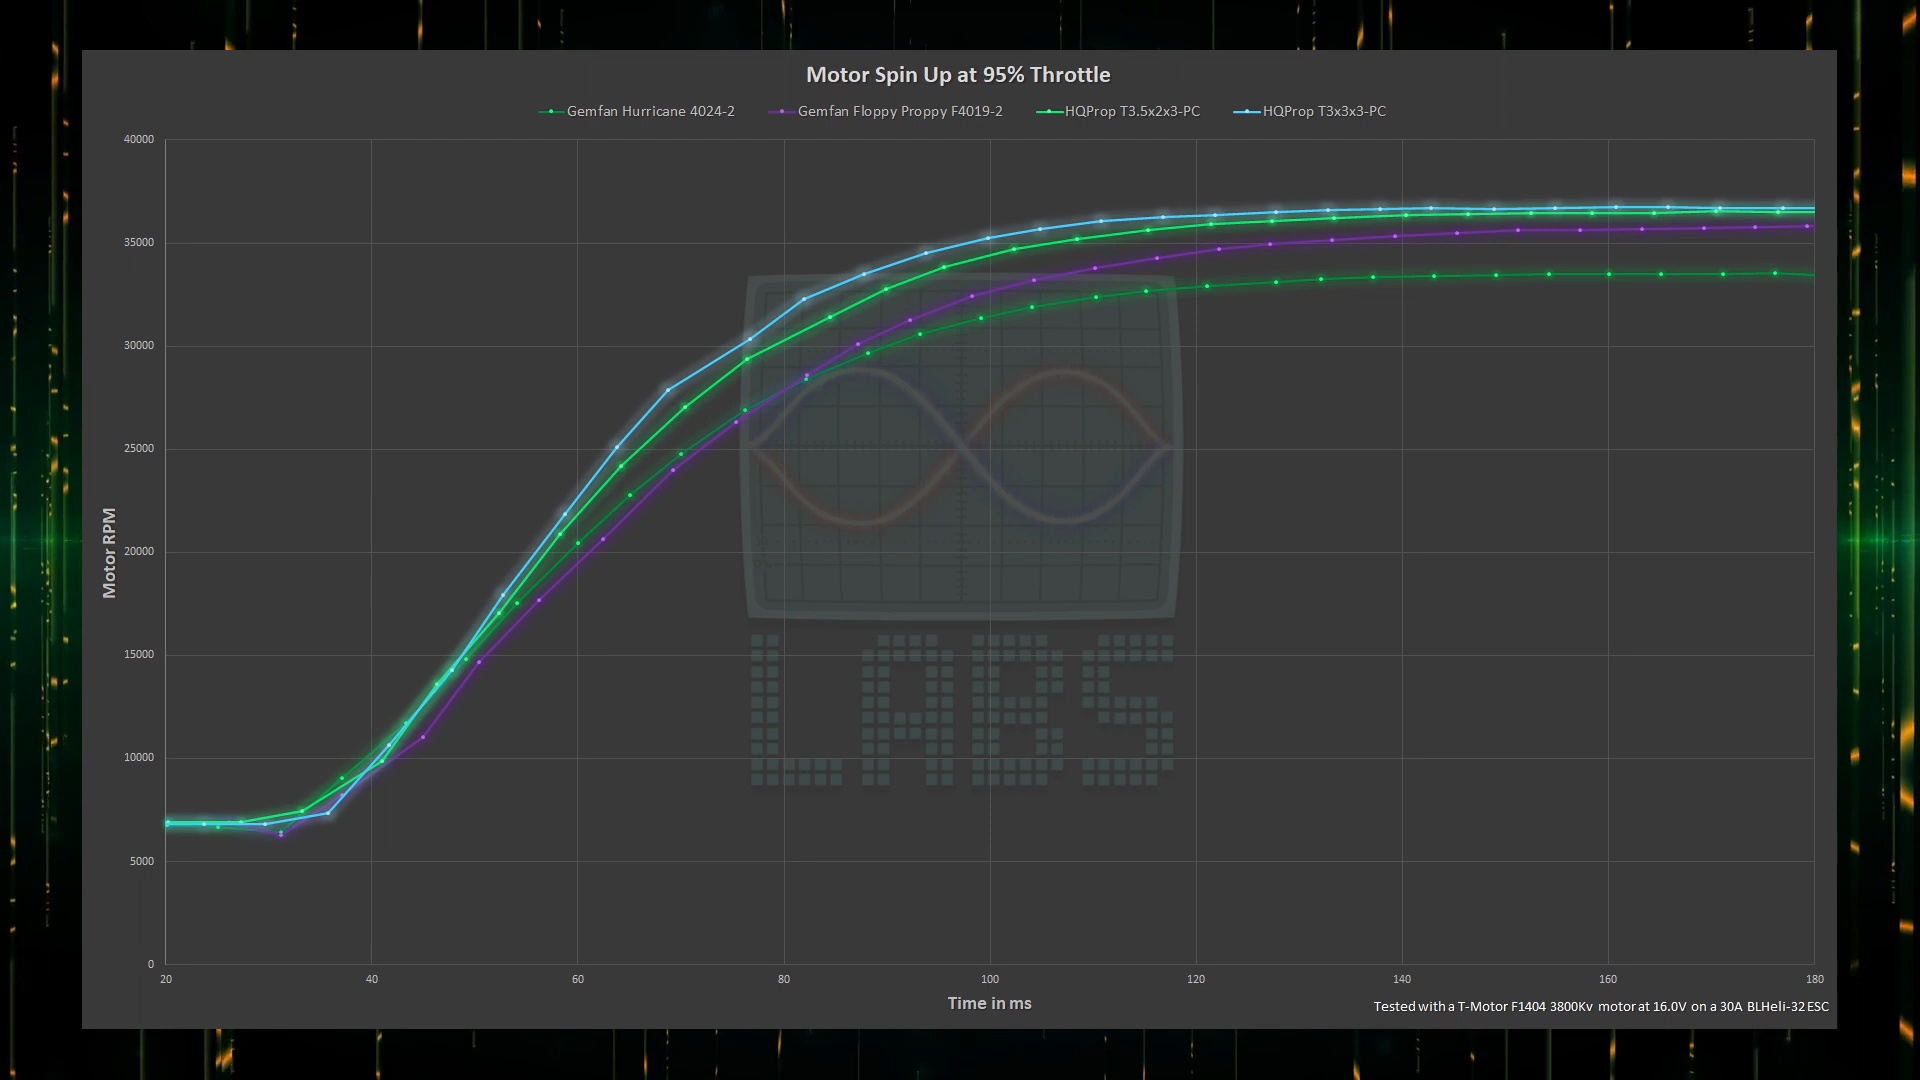 Motor Spin Up at 95% Throttle
Gemfan Hurricane 4024-2 Gemfan Floppy Proppy F4019-2 HQProp T3.5x2x3-PC HQProp T3x3x3-PC
40000
35000
30000
25000
20000
15000
10000
5000
0
Motor RPM
LABS
20 40 60 80 100 120 140 160 180
Time in ms
Tested with a T-Motor F1404 3800Kv motor at 16.0V on a 30A BLHeli-32 ESC